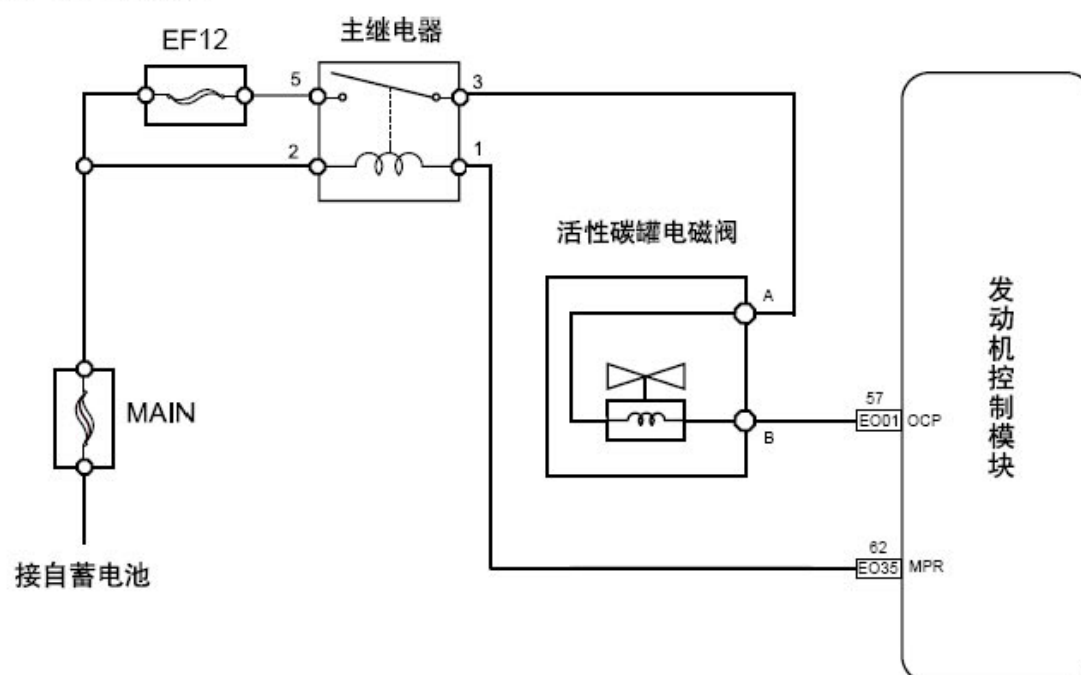 EF12
主继电器
5
3
2
1
活性碳罐电磁阀
A
B
MAIN
接自蓄电池
57
EO01 OCP
62
EO35 MPR
发动机控制模块